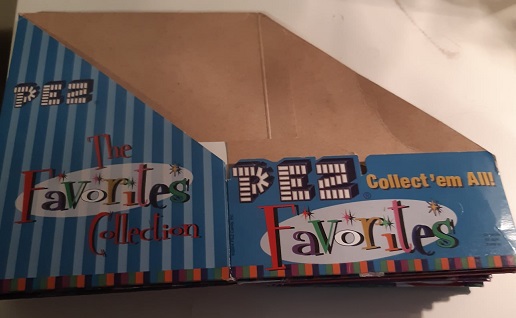 PEZ
The
Favorites
Collection
PEZ Collect'em All!
Favorites